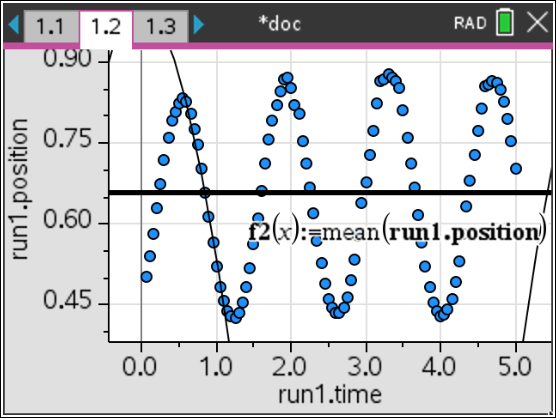 1.1 1.2 1.3 *doc RAD
0.90
0.75
run1.position
0.60
f2(x):=mean(run1.position)
0.45
0.0 1.0 2.0 3.0 4.0 5.0
run1.time